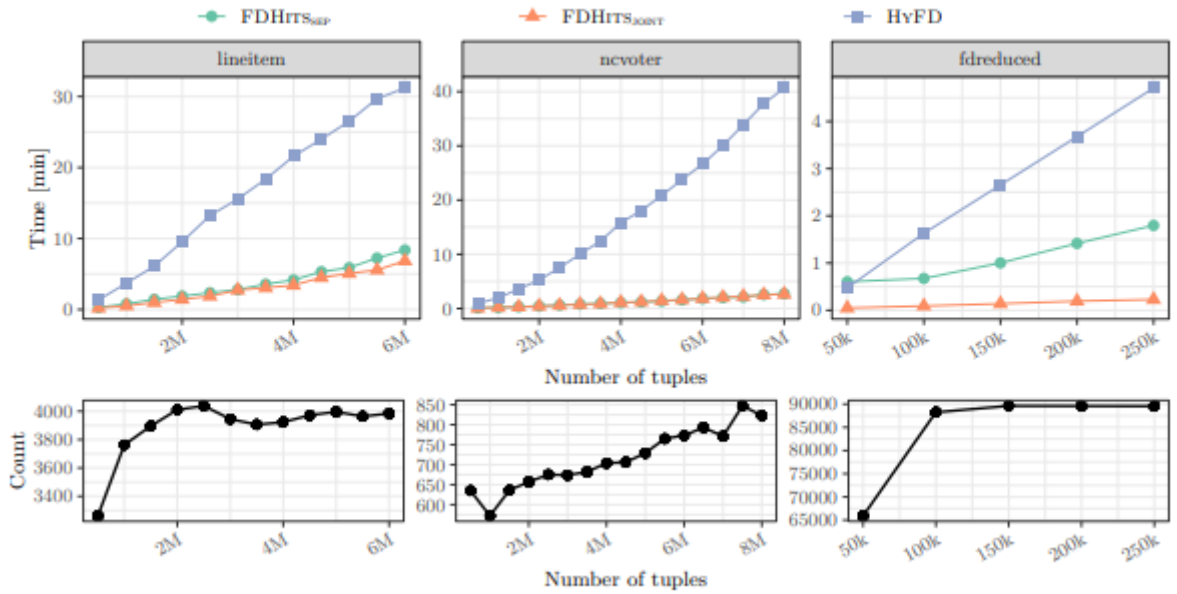 FDHITS_SEP FDHITS_JOINT HYFD
lineitem ncvoter fdreduced
Time [min]
30
20
10
0
40
30
20
10
0
4
2
1
0
2M 4M 6M
2M 4M 6M 8M
50k 100k 150k 200k 250k
Number of tuples
Count
4000
3800
3600
3400
850
800
750
700
650
600
90000
85000
80000
75000
70000
65000
2M 4M 6M
2M 4M 6M 8M
50k 100k 150k 200k 250k
Number of tuples